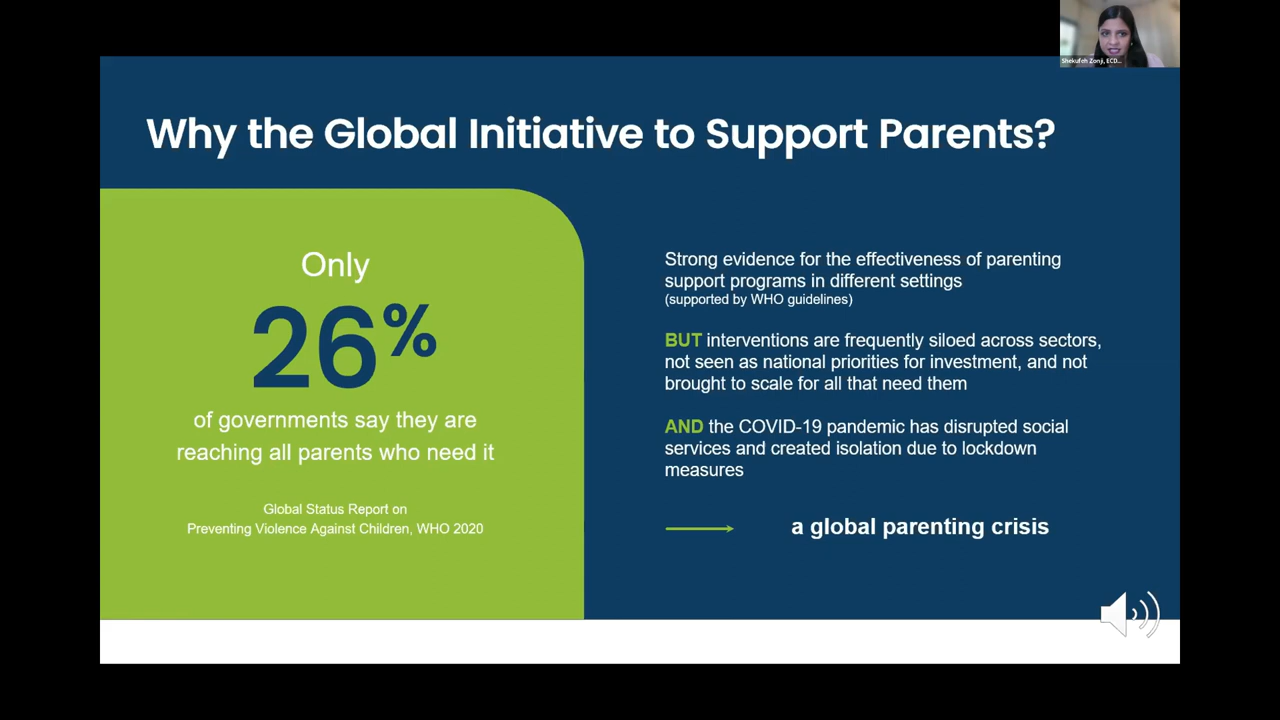 Shekufeh Zonji, ECD...
Why the Global Initiative to Support Parents?
Only
26%
of governments say they are
reaching all parents who need it
Global Status Report on
Preventing Violence Against Children, WHO 2020
Strong evidence for the effectiveness of parenting
support programs in different settings
(supported by WHO guidelines)
BUT interventions are frequently siloed across sectors,
not seen as national priorities for investment, and not
brought to scale for all that need them
AND the COVID-19 pandemic has disrupted social
services and created isolation due to lockdown
measures
a global parenting crisis